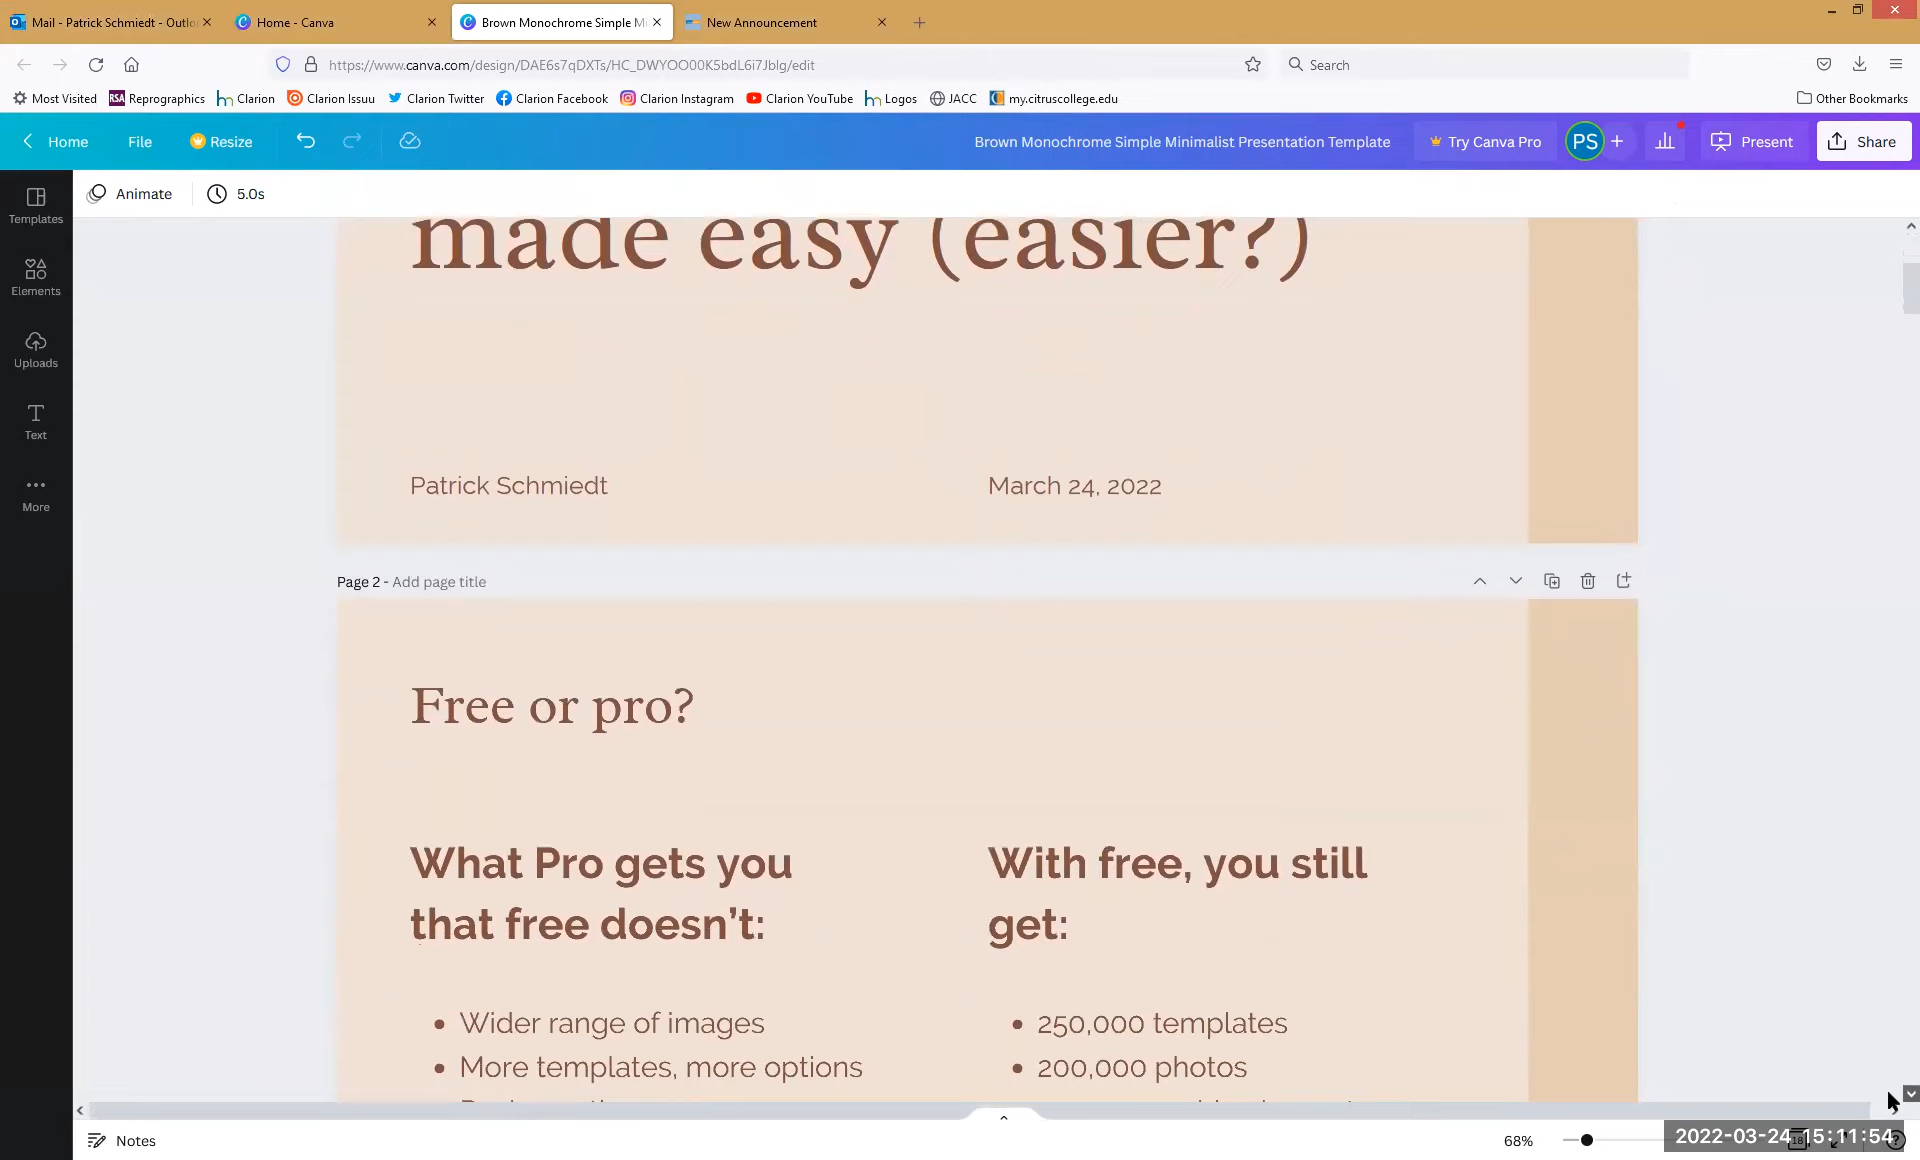 Mail - Patrick Schmiedt - Outlo
Home - Canva
Brown Monochrome Simple Mi
New Announcement
https://www.canva.com/design/DAE6s7qDXTs/HC_DWYOO00K5bdL6i7Jblg/edit
Search
Most Visited
RSA Reprographics
Clarion
Clarion Issuu
Clarion Twitter
Clarion Facebook
Clarion Instagram
Clarion YouTube
Logos
JACC
my.citruscollege.edu
Other Bookmarks
Home
File
Resize
Brown Monochrome Simple Minimalist Presentation Template
Try Canva Pro
PS
Present
Share
Animate
5.0s
Templates
Elements
Uploads
Text
More
made easy (easier?)
Patrick Schmiedt
March 24, 2022
Page 2 - Add page title
Free or pro?
What Pro gets you
that free doesn't:
Wider range of images
More templates, more options
With free, you still
get:
250,000 templates
200,000 photos
Notes
68%
2022-03-24 15:11:54